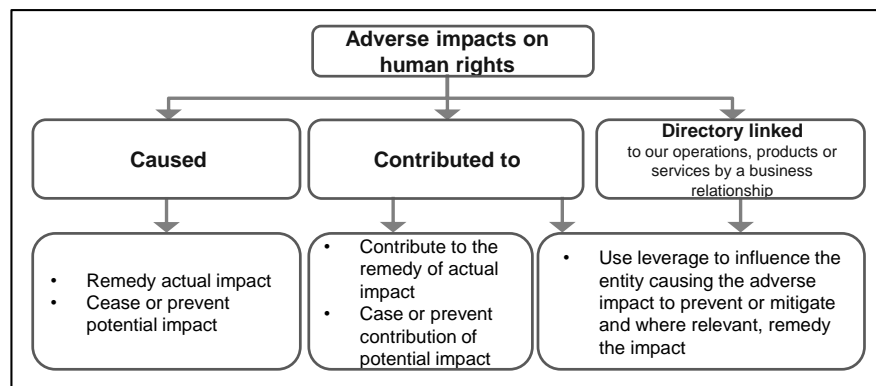 Adverse impacts on
human rights
Caused
Contributed to
Directory linked
to our operations, products or
services by a business
relationship
• Remedy actual impact
• Cease or prevent
potential impact
• Contribute to the
remedy of actual
impact
• Case or prevent
contribution of
potential impact
• Use leverage to influence the
entity causing the adverse
impact to prevent or mitigate
and where relevant, remedy
the impact